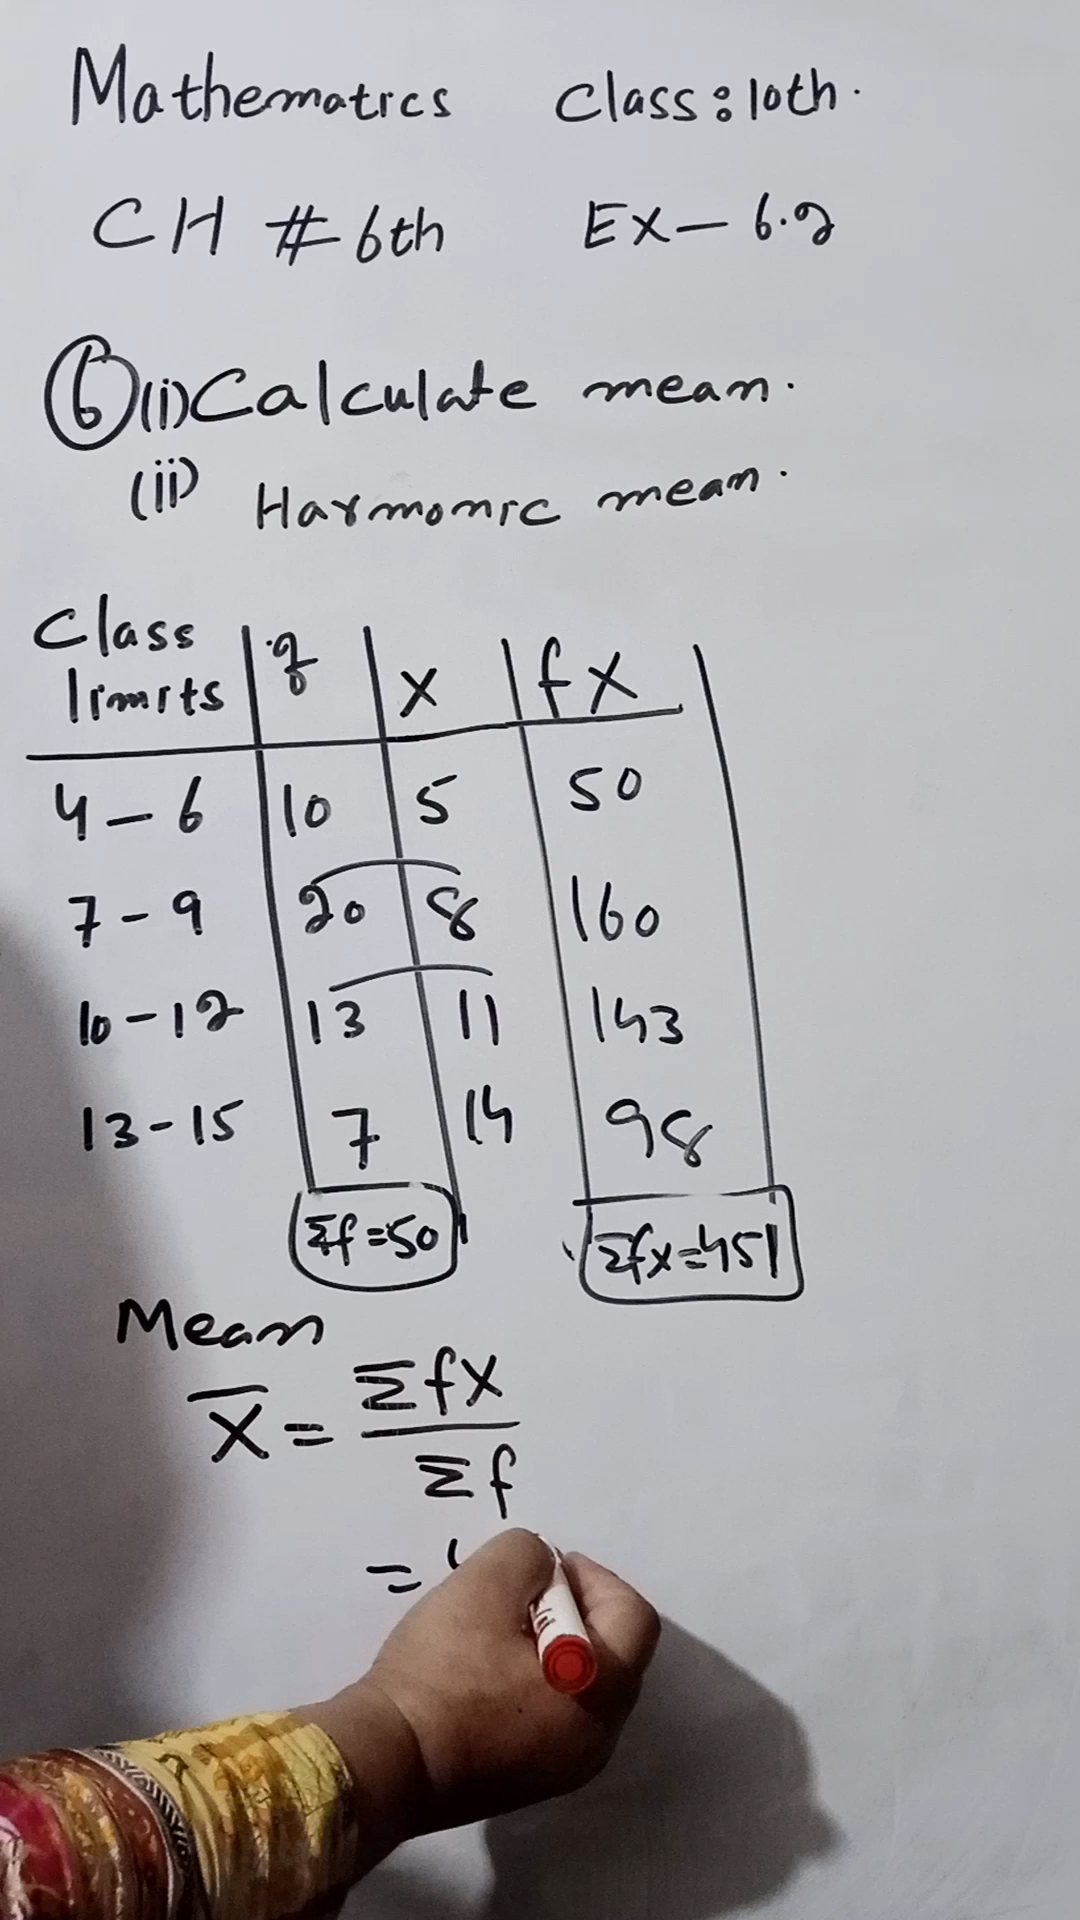 Mathematics Class: 10th.
CH # 6th EX - 6.2
6 (i) Calculate mean.
(ii) Harmonic mean.
Class limits | f | X | fX
4 - 6 | 10 | 5 | 50
7 - 9 | 20 | 8 | 160
10 - 12 | 13 | 11 | 143
13 - 15 | 7 | 14 | 98
Σf = 50 Σfx = 451
Mean
X̄ = ΣfX
Σf
=